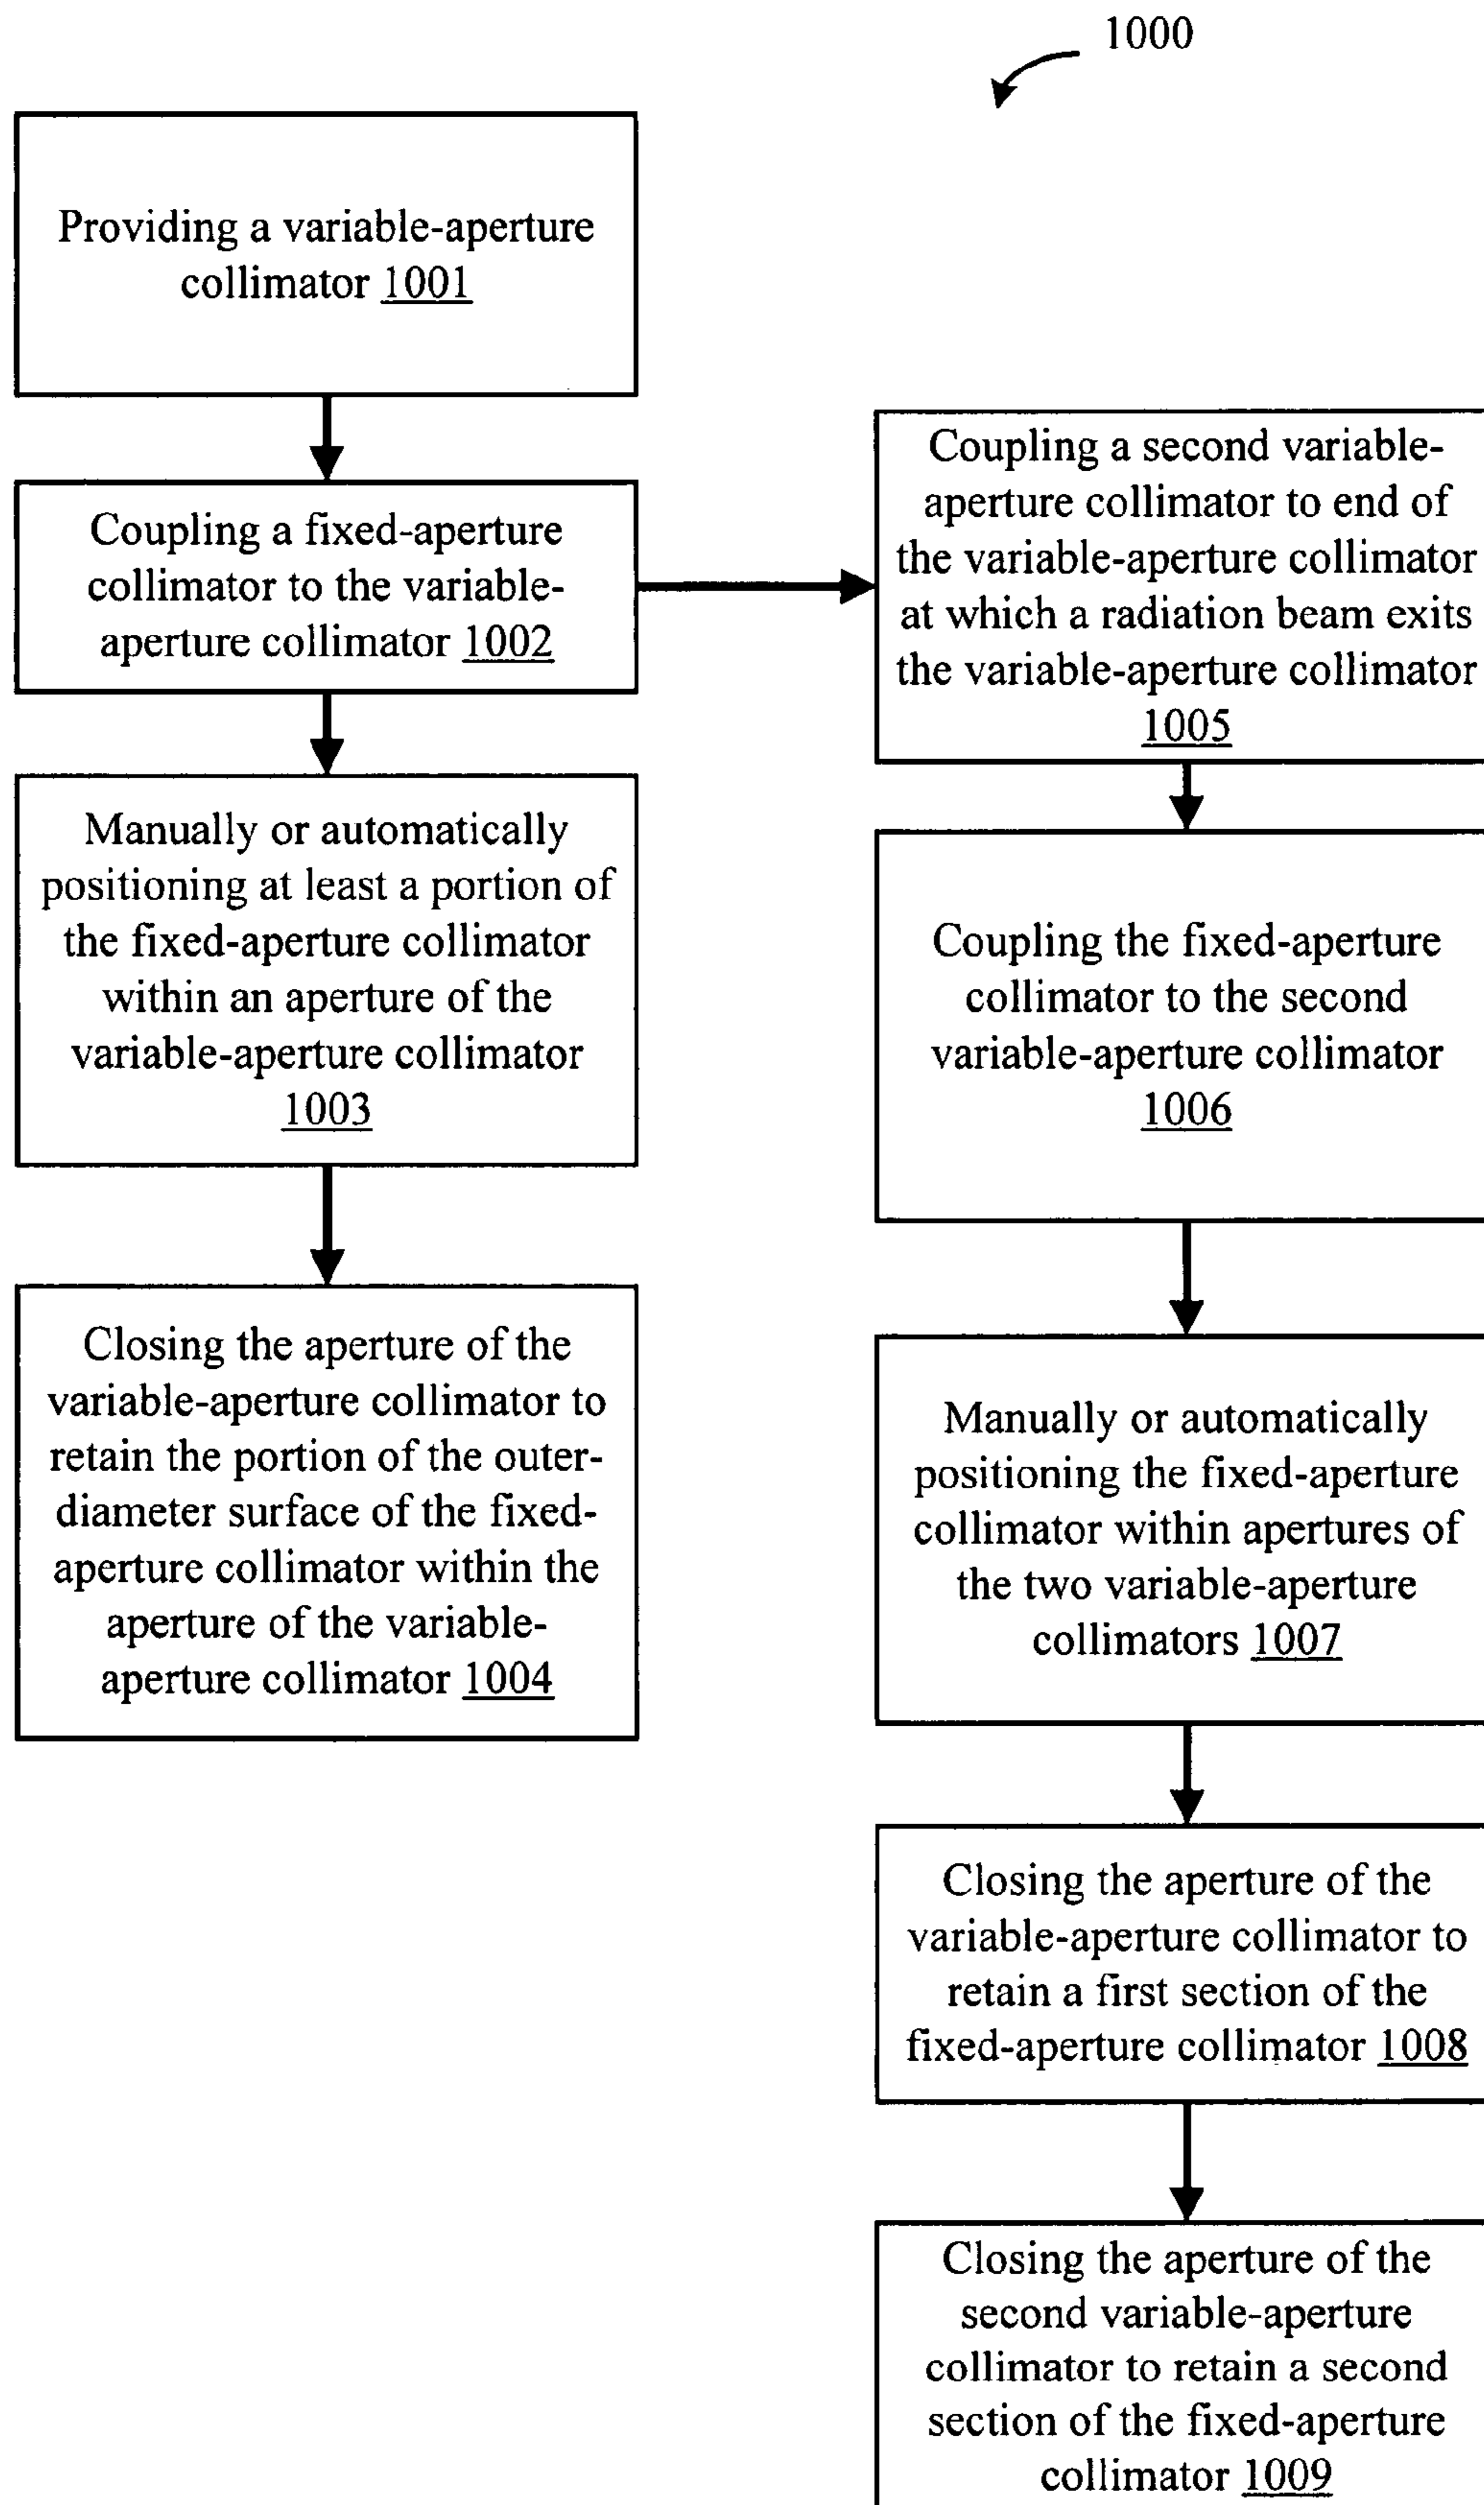 1000
Providing a variable-aperture
collimator 1001
Coupling a fixed-aperture
collimator to the variable-
aperture collimator 1002
Manually or automatically
positioning at least a portion of
the fixed-aperture collimator
within an aperture of the
variable-aperture collimator
1003
Closing the aperture of the
variable-aperture collimator to
retain the portion of the outer-
diameter surface of the fixed-
aperture collimator within the
aperture of the variable-
aperture collimator 1004
Coupling a second variable-
aperture collimator to end of
the variable-aperture collimator
at which a radiation beam exits
the variable-aperture collimator
1005
Coupling the fixed-aperture
collimator to the second
variable-aperture collimator
1006
Manually or automatically
positioning the fixed-aperture
collimator within apertures of
the two variable-aperture
collimators 1007
Closing the aperture of the
variable-aperture collimator to
retain a first section of the
fixed-aperture collimator 1008
Closing the aperture of the
second variable-aperture
collimator to retain a second
section of the fixed-aperture
collimator 1009